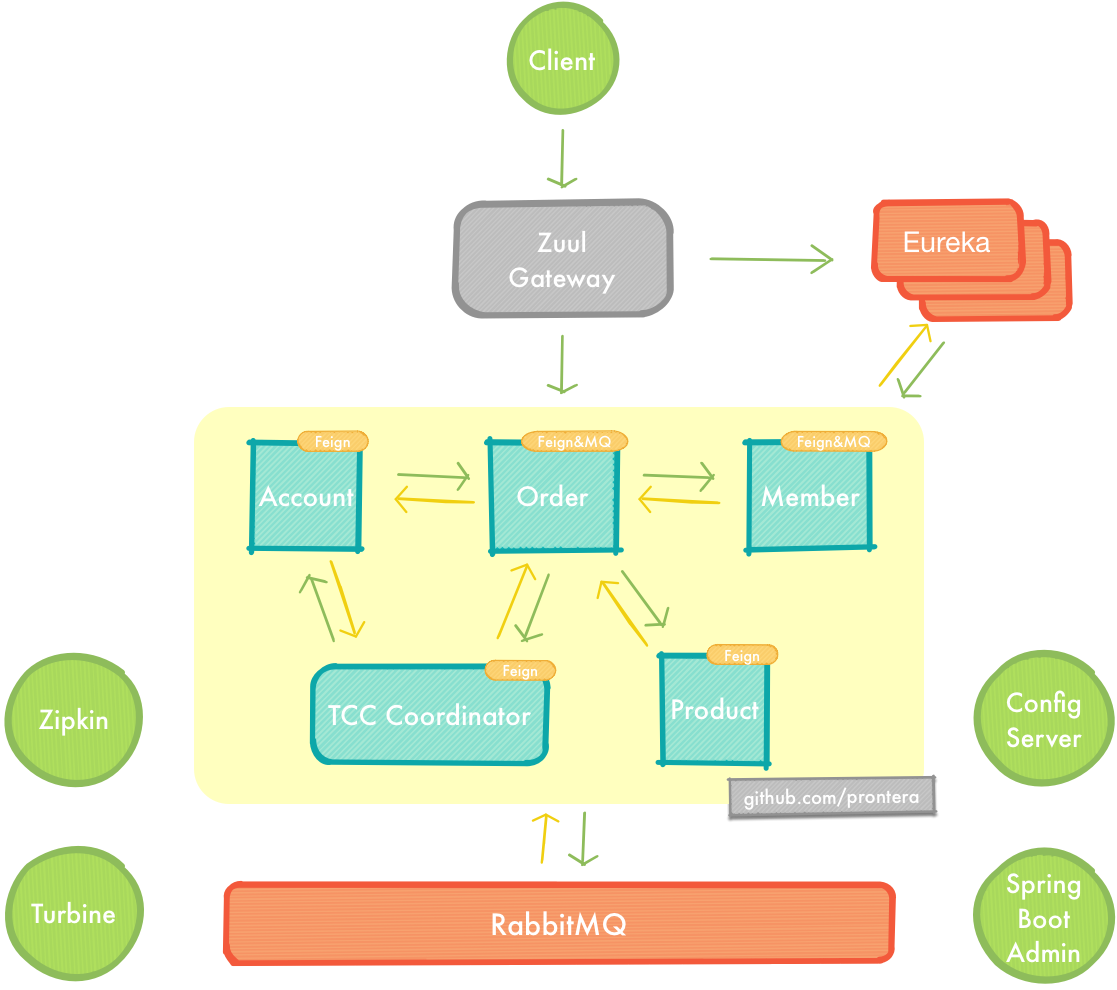 Client
Zuul
Gateway
Eureka
Feign
Feign&MQ
Feign&MQ
Account
Order
Member
Feign
Feign
TCC Coordinator
Product
Zipkin
Config
Server
github.com/prontera
Turbine
RabbitMQ
Spring
Boot
Admin